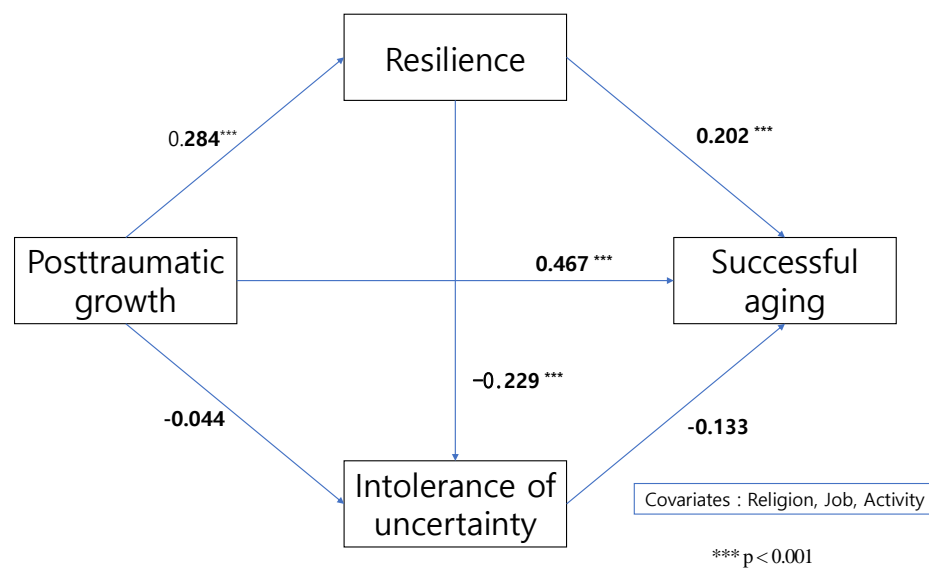 Resilience
0.284***
0.202 ***
Posttraumatic
growth
0.467 ***
Successful
aging
−0.229 ***
-0.044
-0.133
Intolerance of
uncertainty
Covariates : Religion, Job, Activity
*** p < 0.001